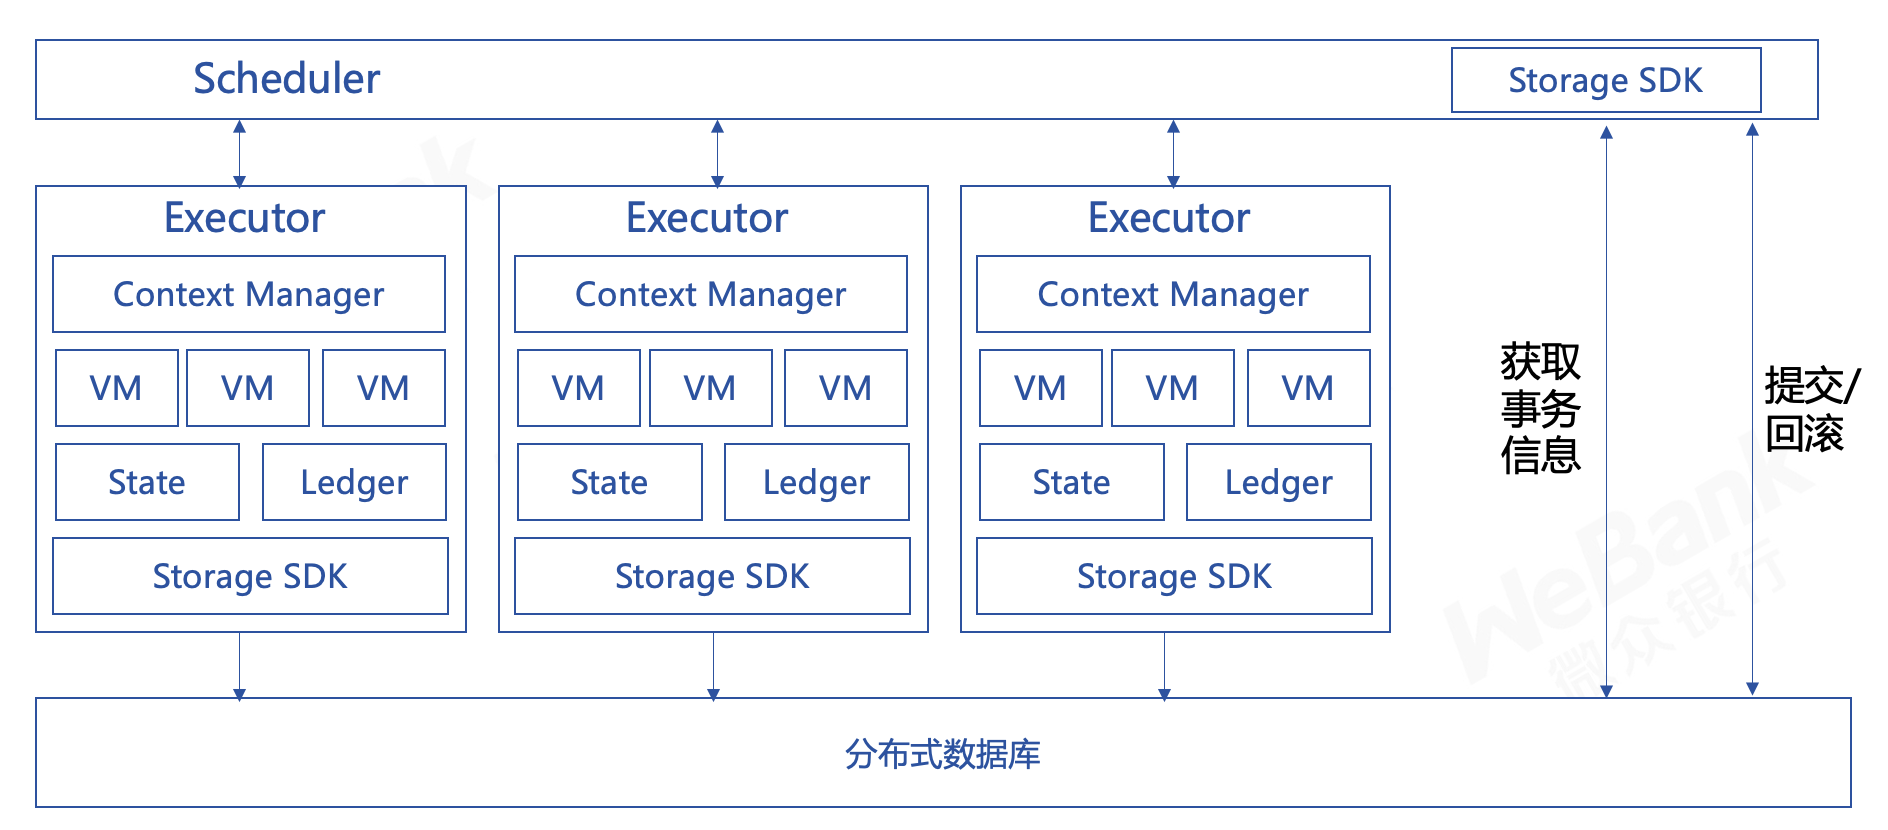 Scheduler
Storage SDK
Executor
Executor
Executor
Context Manager
Context Manager
Context Manager
VM
VM
VM
VM
VM
VM
VM
VM
VM
State
Ledger
State
Ledger
State
Ledger
Storage SDK
Storage SDK
Storage SDK
获取
事务
信息
提交/
回滚
WeBank
微众银行
分布式数据库